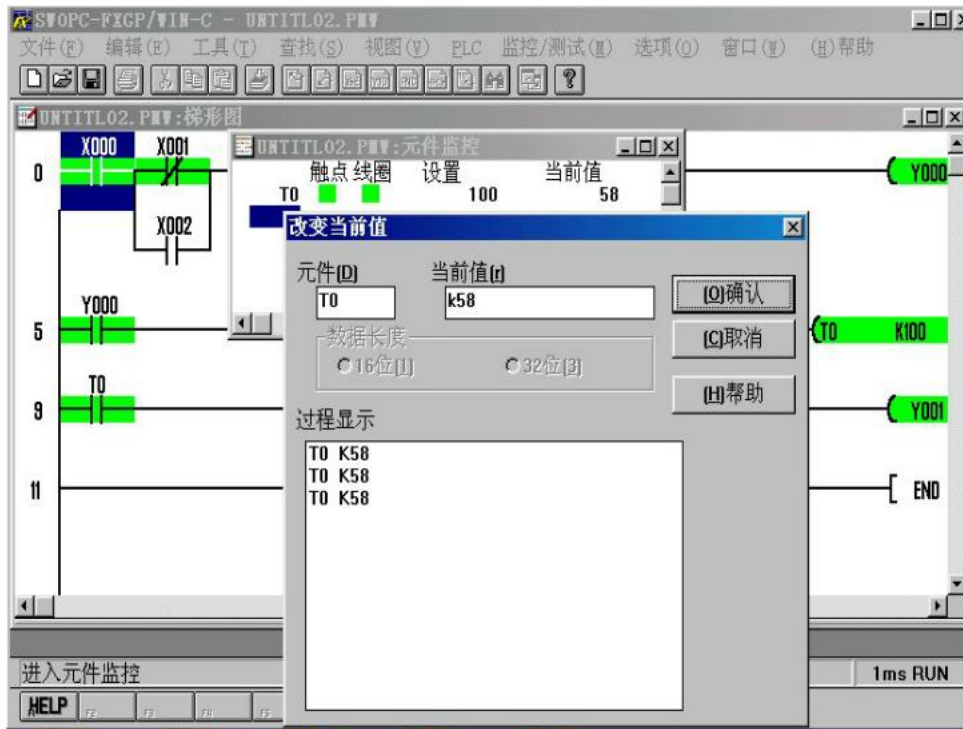 SWOPC-FXGP/WIN-C - UNTITL02.PMW
文件(F) 编辑(E) 工具(T) 查找(S) 视图(V) PLC 监控/测试(M) 选项(O) 窗口(W) (H)帮助
UNTITL02.PMW:梯形图
X000 X001
0 Y000
X002
UNTITL02.PMW:元件监控
触点 线圈 设置 当前值
T0 100 58
改变当前值
元件(D) 当前值(r)
T0 k58
(O)确认
数据长度
(C)取消
16位(1) 32位(3)
(H)帮助
过程显示
T0 K58
T0 K58
T0 K58
Y000
5 T0 K100
T0
9 Y001
11 END
进入元件监控 1ms RUN
HELP F2 F3 F4 F5